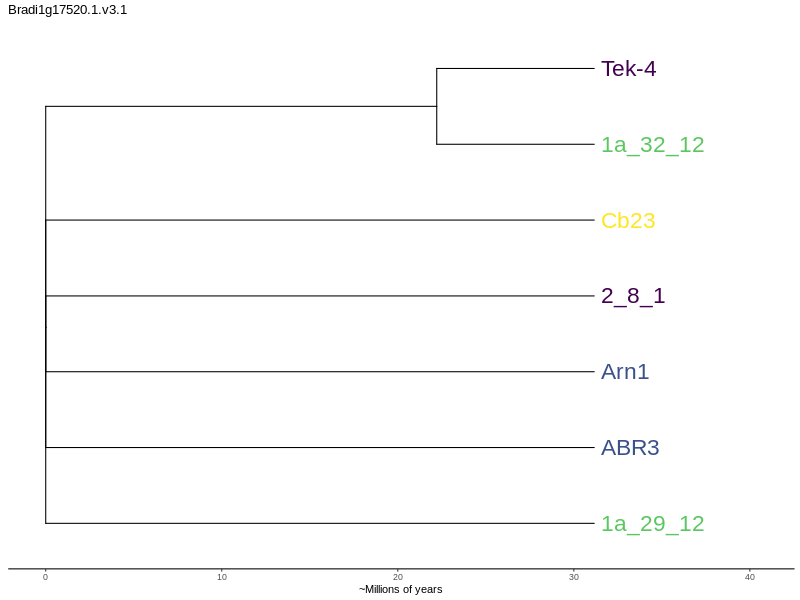 Bradi1g17520.1.v3.1
Tek-4
1a_32_12
Cb23
2_8_1
Arn1
ABR3
1a_29_12
0 10 20 30 40
~Millions of years